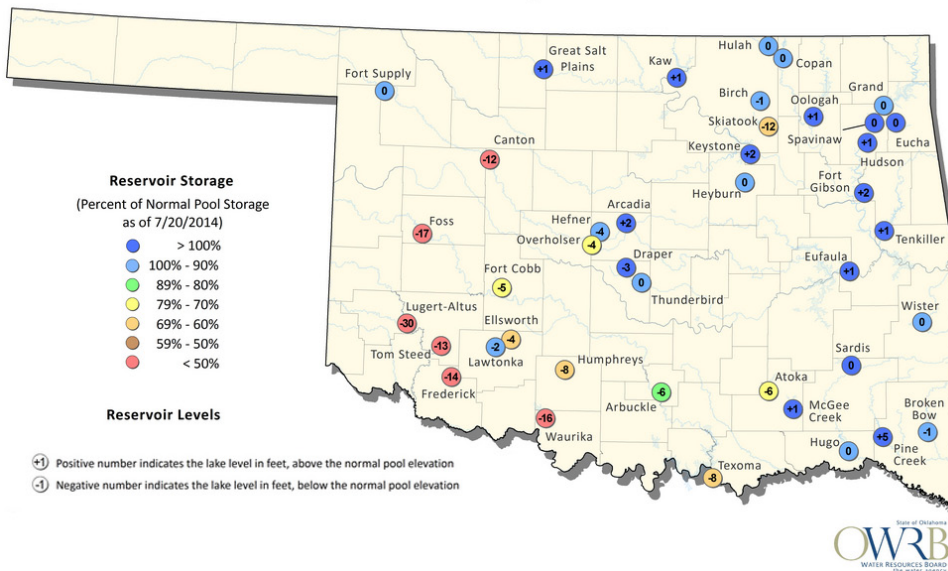 Hulah
0
0
Copan
Great Salt
Plains
+1
Kaw
+1
Fort Supply
0
Birch
-1
Oologah
+1
Grand
0
Skiatook
-12
Spavinaw
0
0
Eucha
Canton
-12
Keystone
+2
+1
Hudson
Heyburn
0
Fort
Gibson
+2
Reservoir Storage
(Percent of Normal Pool Storage
as of 7/20/2014)
> 100%
100% - 90%
89% - 80%
79% - 70%
69% - 60%
59% - 50%
< 50%
Foss
-17
Arcadia
+2
Hefner
-4
Overholser
-4
+1
Tenkiller
Draper
-3
0
Thunderbird
Eufaula
+1
Fort Cobb
-5
Lugert-Altus
-30
Ellsworth
-4
-2
Lawtonka
Wister
0
Tom Steed
-13
-14
Frederick
Humphreys
-8
Sardis
0
Arbuckle
-6
Atoka
-6
+1
McGee
Creek
Broken
Bow
-1
Reservoir Levels
-16
Waurika
Hugo
0
+5
Pine
Creek
Texoma
-8
+1 Positive number indicates the lake level in feet, above the normal pool elevation
-1 Negative number indicates the lake level in feet, below the normal pool elevation
State of Oklahoma
OWRB
WATER RESOURCES BOARD
the water agency